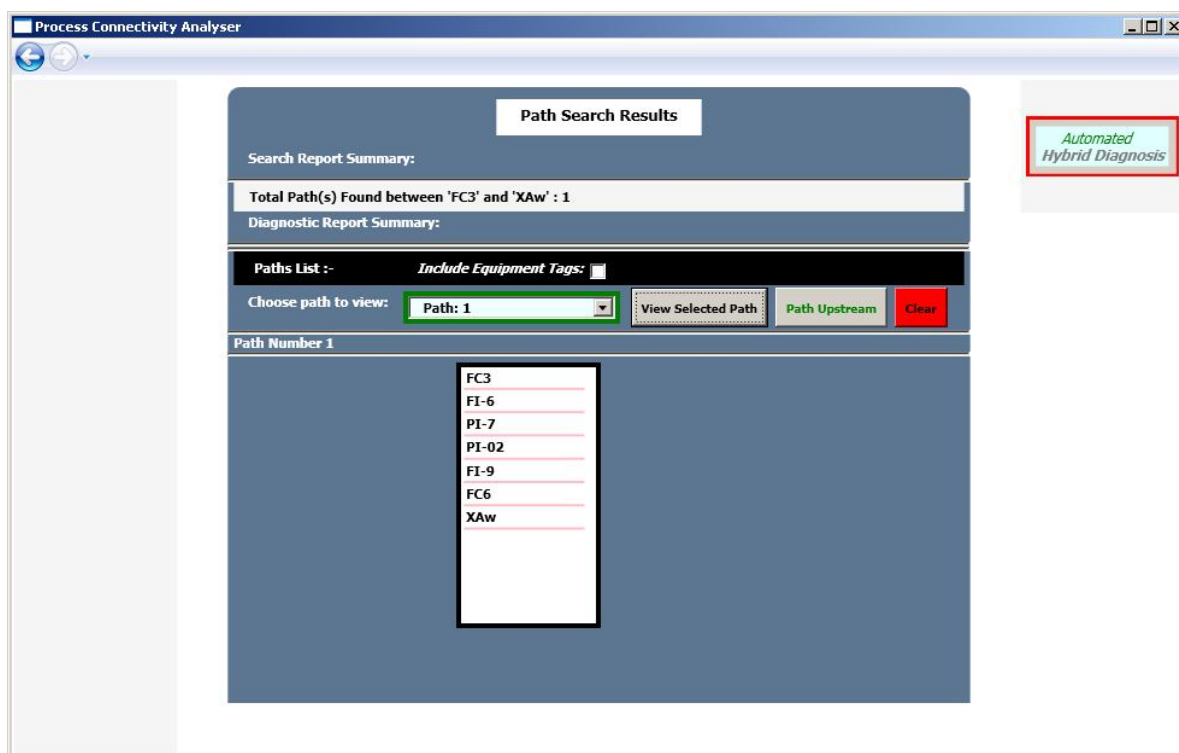 Process Connectivity Analyser
Path Search Results
Automated
Hybrid Diagnosis
Search Report Summary:
Total Path(s) Found between 'FC3' and 'XAw' : 1
Diagnostic Report Summary:
Paths List :- Include Equipment Tags:
Choose path to view: Path: 1 View Selected Path Path Upstream Clear
Path Number 1
FC3
FI-6
PI-7
PI-02
FI-9
FC6
XAw